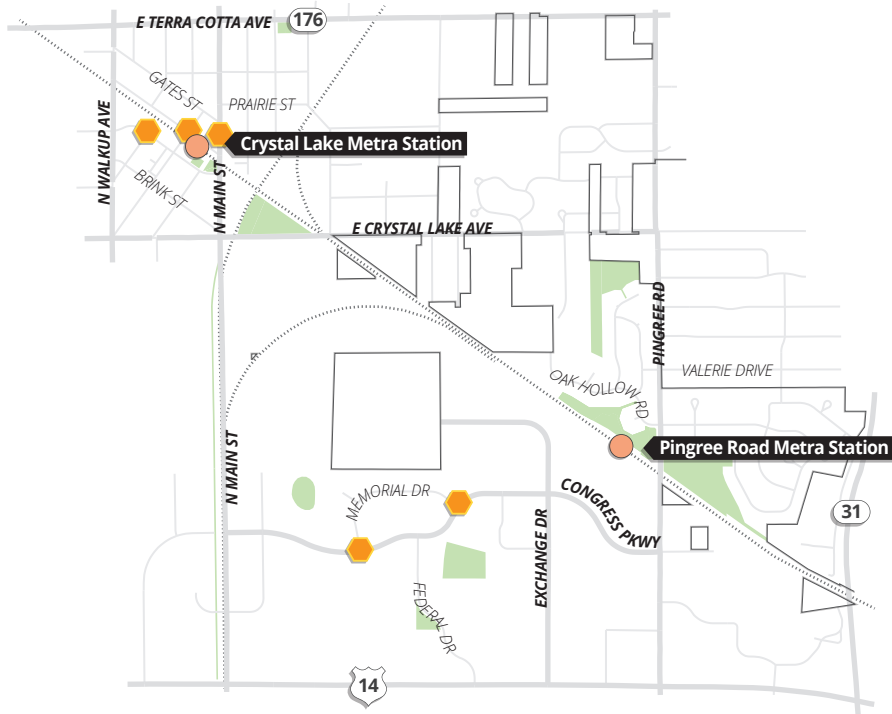 E TERRA COTTA AVE
176
GATES ST
PRAIRIE ST
N WALKUP AVE
Crystal Lake Metra Station
BRINK ST
N MAIN ST
E CRYSTAL LAKE AVE
PINGREE RD
VALERIE DRIVE
OAK HOLLOW RD
Pingree Road Metra Station
N MAIN ST
MEMORIAL DR
CONGRESS PKWY
EXCHANGE DR
31
FEDERAL DR
14